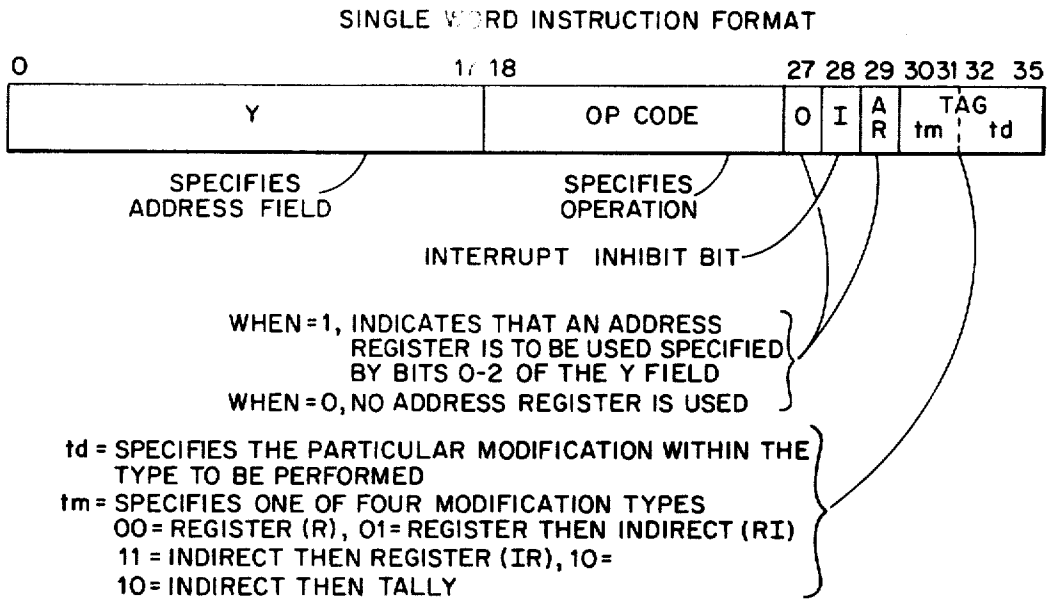 SINGLE WORD INSTRUCTION FORMAT
0 17 18 27 28 29 30 31 32 35
Y OP CODE O I AR TAG
tm td
SPECIFIES
ADDRESS FIELD
SPECIFIES
OPERATION
INTERRUPT INHIBIT BIT
WHEN=1, INDICATES THAT AN ADDRESS
REGISTER IS TO BE USED SPECIFIED
BY BITS 0-2 OF THE Y FIELD
WHEN=0, NO ADDRESS REGISTER IS USED
td = SPECIFIES THE PARTICULAR MODIFICATION WITHIN THE
TYPE TO BE PERFORMED
tm = SPECIFIES ONE OF FOUR MODIFICATION TYPES
00= REGISTER (R), 01= REGISTER THEN INDIRECT (RI)
11 = INDIRECT THEN REGISTER (IR), 10=
10= INDIRECT THEN TALLY